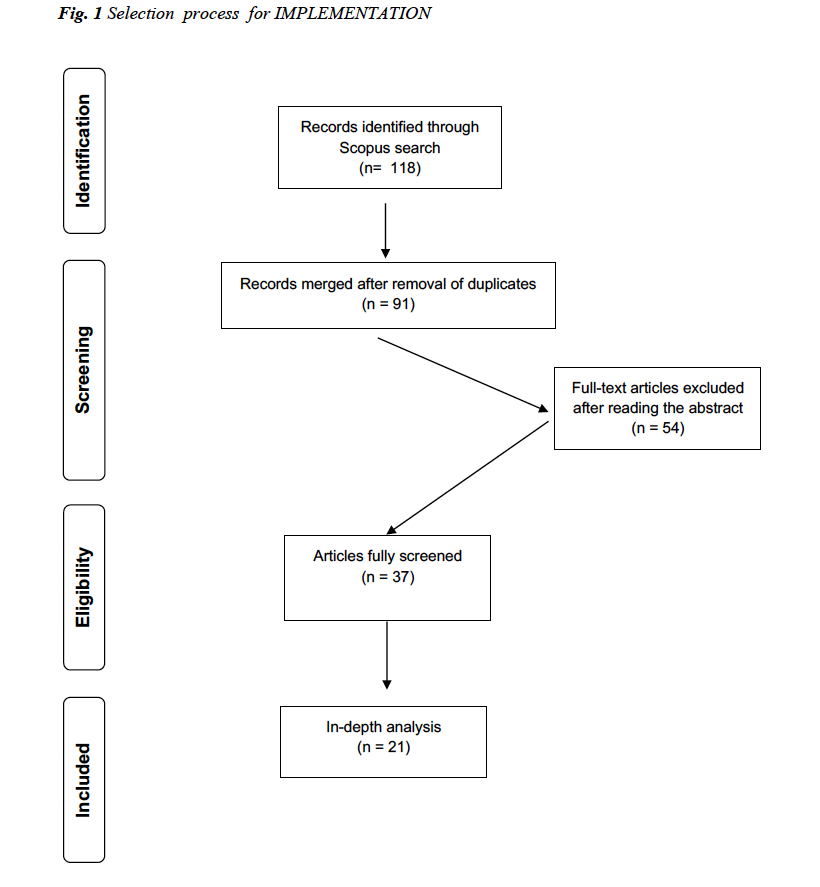 Fig. 1 Selection process for IMPLEMENTATION
Identification
Records identified through
Scopus search
(n= 118)
Screening
Records merged after removal of duplicates
(n = 91)
Full-text articles excluded
after reading the abstract
(n = 54)
Eligibility
Articles fully screened
(n = 37)
Included
In-depth analysis
(n = 21)